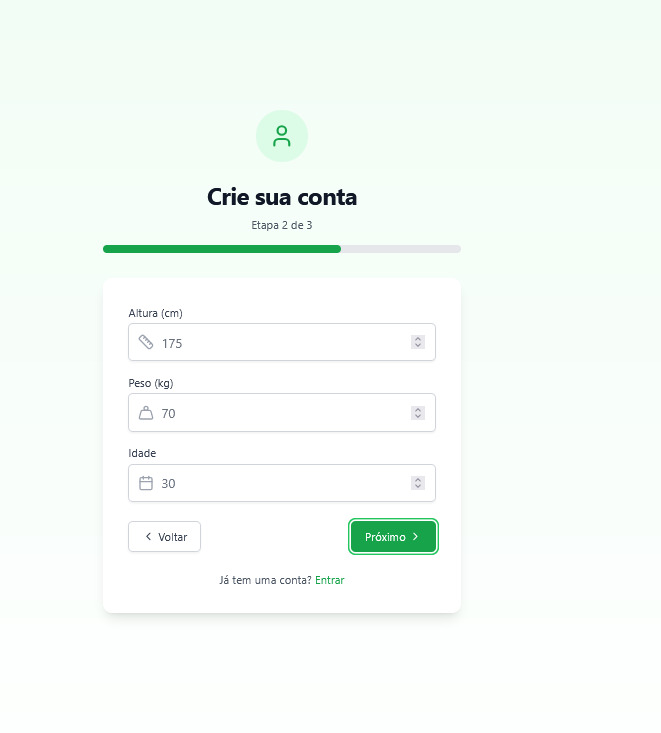 Crie sua conta
Etapa 2 de 3
Altura (cm)
175
Peso (kg)
70
Idade
30
Voltar
Próximo
Já tem uma conta? Entrar